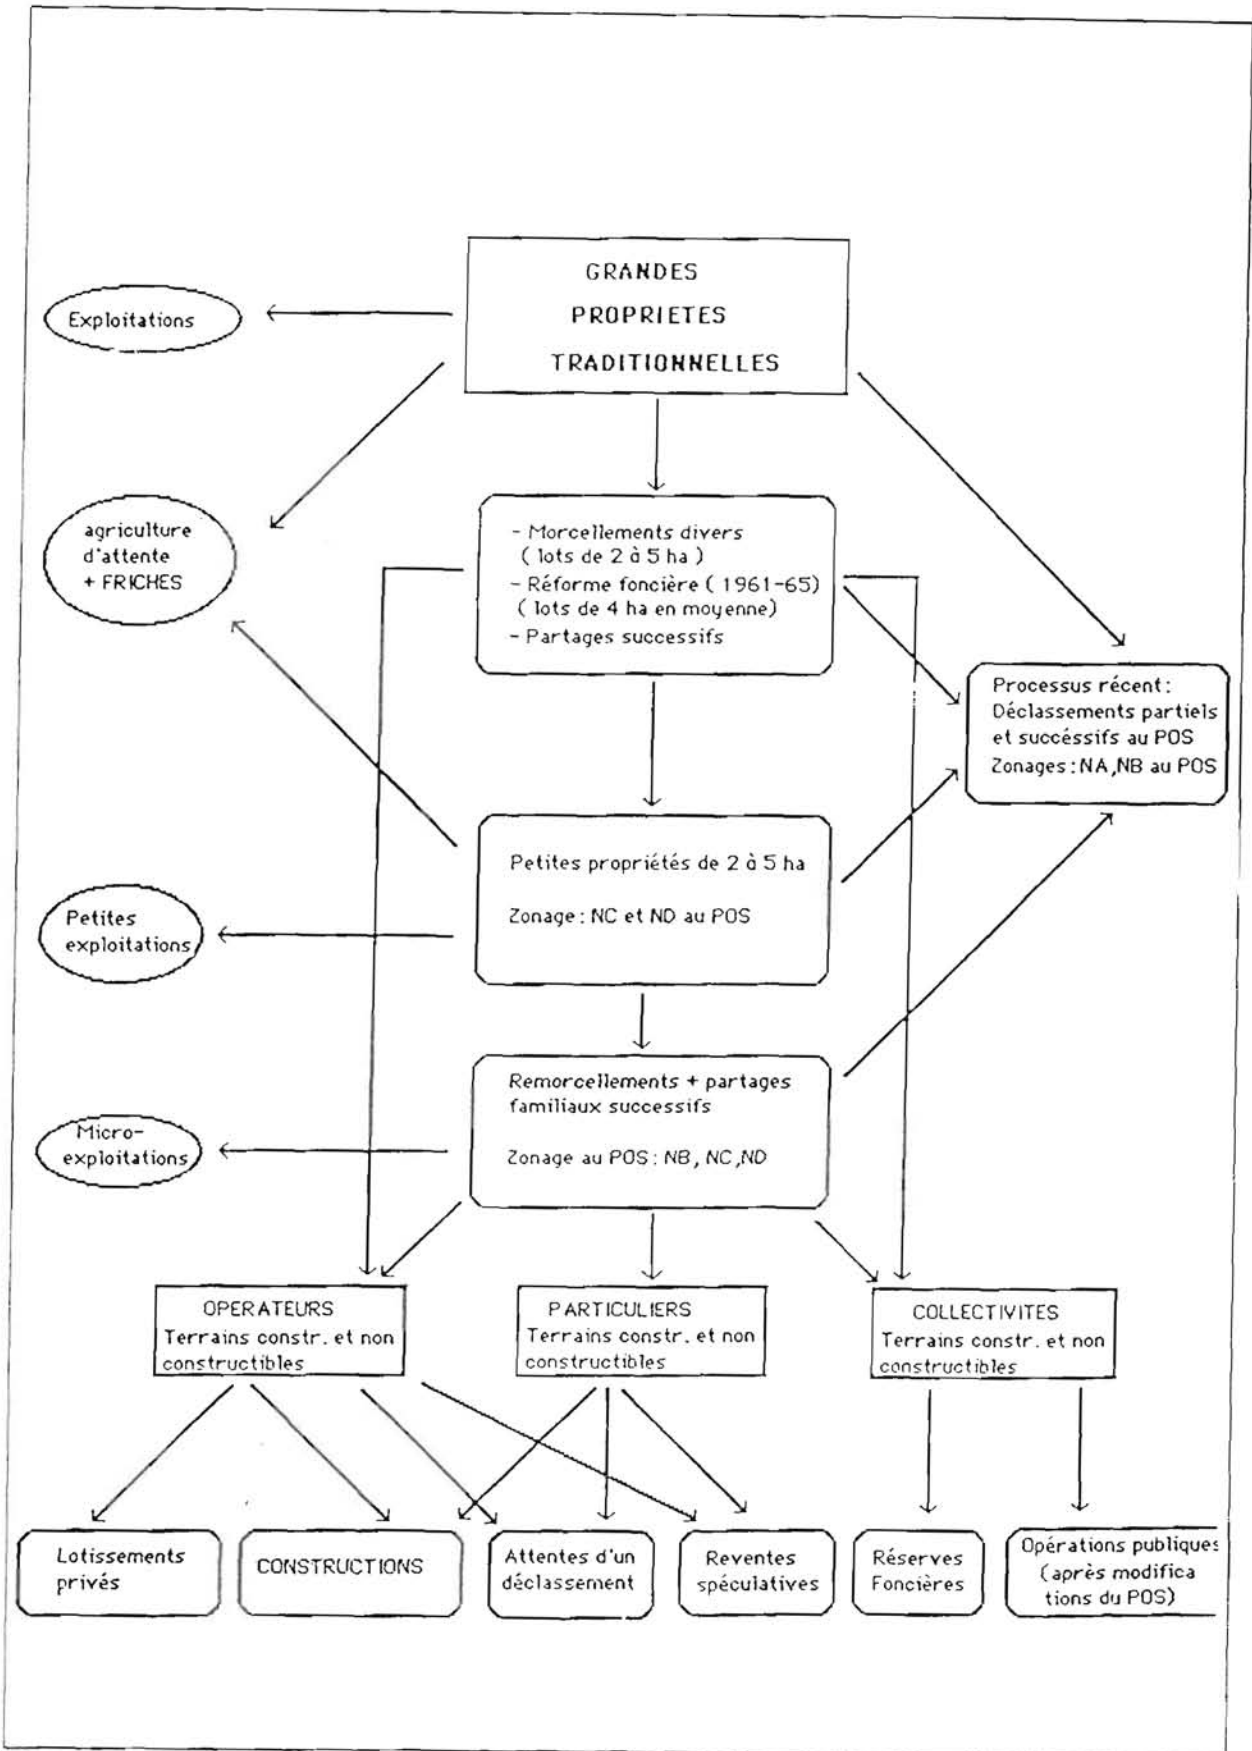 GRANDES
PROPRIETES
TRADITIONNELLES
Exploitations
agriculture
d'attente
+ FRICHES
- Morcellements divers
( lots de 2 à 5 ha )
- Réforme foncière ( 1961-65)
( lots de 4 ha en moyenne)
- Partages successifs
Processus récent :
Déclassements partiels
et succéssifs au POS
Zonages : NA,NB au POS
Petites propriétés de 2 à 5 ha
Zonage : NC et ND au POS
Petites
exploitations
Remorcellements + partages
familiaux successifs
Zonage au POS : NB, NC,ND
Micro-
exploitations
OPERATEURS
Terrains constr. et non
constructibles
PARTICULIERS
Terrains constr. et non
constructibles
COLLECTIVITES
Terrains constr. et non
constructibles
Lotissements
privés
CONSTRUCTIONS
Attentes d'un
déclassement
Reventes
spéculatives
Réserves
Foncières
Opérations publiques
(après modifica
tions du POS)